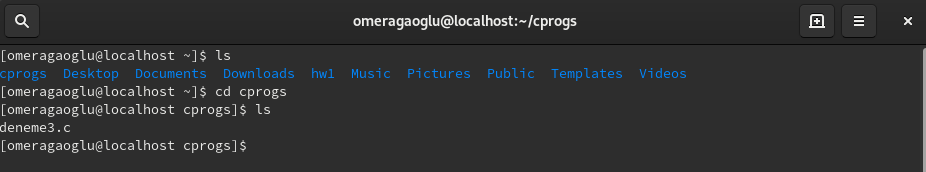 omeragaoglu@localhost:~/cprogs
[omeragaoglu@localhost ~]$ ls
cprogs  Desktop  Documents  Downloads  hw1  Music  Pictures  Public  Templates  Videos
[omeragaoglu@localhost ~]$ cd cprogs
[omeragaoglu@localhost cprogs]$ ls
deneme3.c
[omeragaoglu@localhost cprogs]$